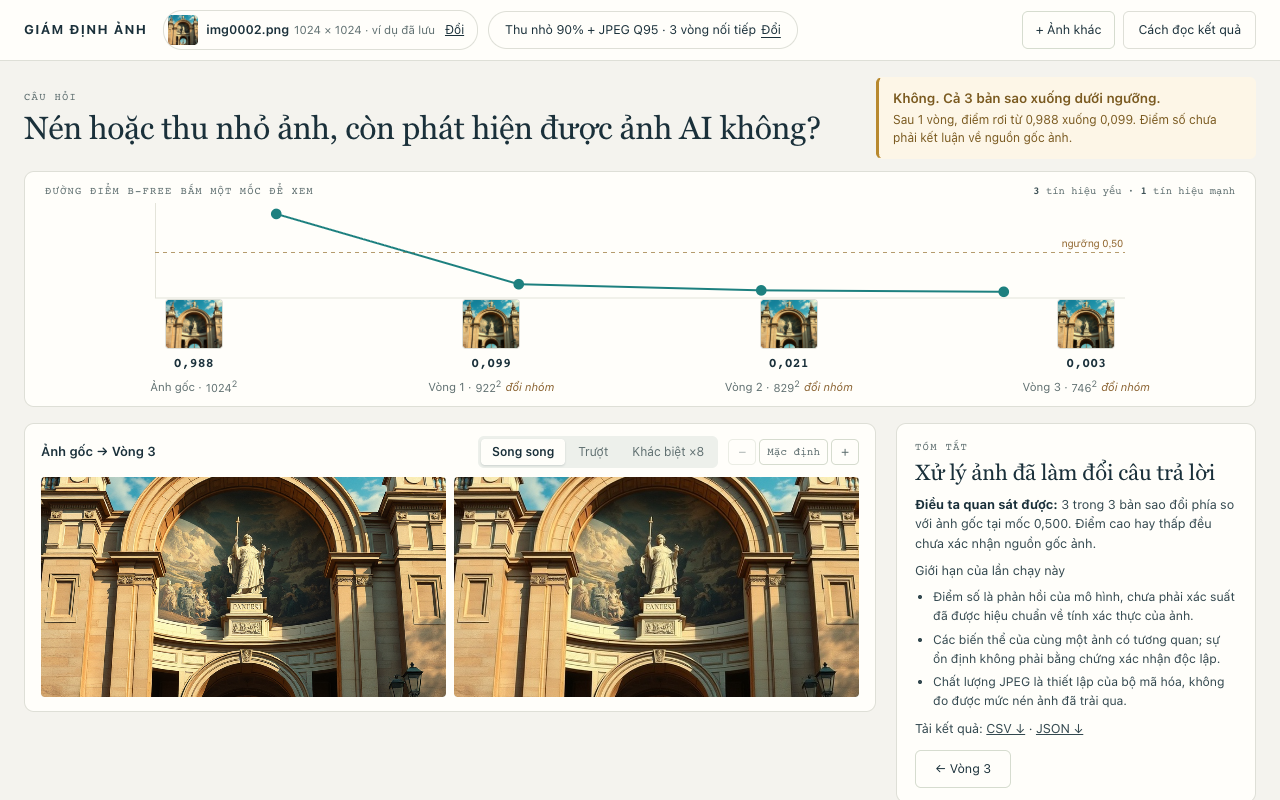 GIÁM ĐỊNH ẢNH
img0002.png 1024 × 1024 · ví dụ đã lưu Đổi
Thu nhỏ 90% + JPEG Q95 · 3 vòng nối tiếp Đổi
+ Ảnh khác
Cách đọc kết quả
CÂU HỎI
Nén hoặc thu nhỏ ảnh, còn phát hiện được ảnh AI không?
Không. Cả 3 bản sao xuống dưới ngưỡng.
Sau 1 vòng, điểm rơi từ 0,988 xuống 0,099. Điểm số chưa
phải kết luận về nguồn gốc ảnh.
ĐƯỜNG ĐIỂM B-FREE BẤM MỘT MỐC ĐỂ XEM
3 tín hiệu yếu · 1 tín hiệu mạnh
ngưỡng 0,50
0,988
0,099
0,021
0,003
Ảnh gốc · 1024²
Vòng 1 · 922² đổi nhóm
Vòng 2 · 829² đổi nhóm
Vòng 3 · 746² đổi nhóm
Ảnh gốc → Vòng 3
Song song
Trượt
Khác biệt ×8
−
Mặc định
+
TÓM TẮT
Xử lý ảnh đã làm đổi câu trả lời
Điều ta quan sát được: 3 trong 3 bản sao đổi phía so
với ảnh gốc tại mốc 0,500. Điểm cao hay thấp đều
chưa xác nhận nguồn gốc ảnh.
Giới hạn của lần chạy này
• Điểm số là phản hồi của mô hình, chưa phải xác suất
đã được hiệu chuẩn về tính xác thực của ảnh.
• Các biến thể của cùng một ảnh có tương quan; sự
ổn định không phải bằng chứng xác nhận độc lập.
• Chất lượng JPEG là thiết lập của bộ mã hóa, không
đo được mức nén ảnh đã trải qua.
Tải kết quả: CSV ↓ · JSON ↓
← Vòng 3